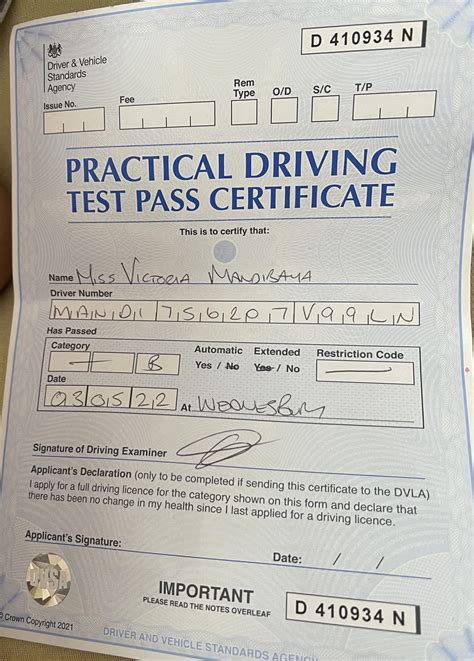 D 410934 N
Driver & Vehicle
Standards
Agency
Issue No.
Fee
Rem Type
O/D
S/C
T/P
PRACTICAL DRIVING
TEST PASS CERTIFICATE
This is to certify that:
Name Miss Victoria Mandibaya
Driver Number
MANDI 756207 V99LN
Has Passed
Category
Automatic
Extended
Restriction Code
— — B
Yes / No
Yes / No
Date
030522 At WEDNESBURY
Signature of Driving Examiner
Applicant's Declaration (only to be completed if sending this certificate to the DVLA)
I apply for a full driving licence for the category shown on this form and declare that
there has been no change in my health since I last applied for a driving licence.
Applicant's Signature:
Date: / /
DVSA
IMPORTANT
PLEASE READ THE NOTES OVERLEAF
D 410934 N
© Crown Copyright 2021
DRIVER AND VEHICLE STANDARDS AGENCY